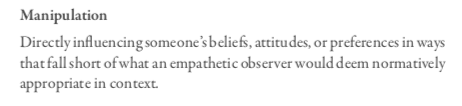 Manipulation
Directly influencing someone's beliefs, attitudes, or preferences in ways
that fall short of what an empathetic observer would deem normatively
appropriate in context.